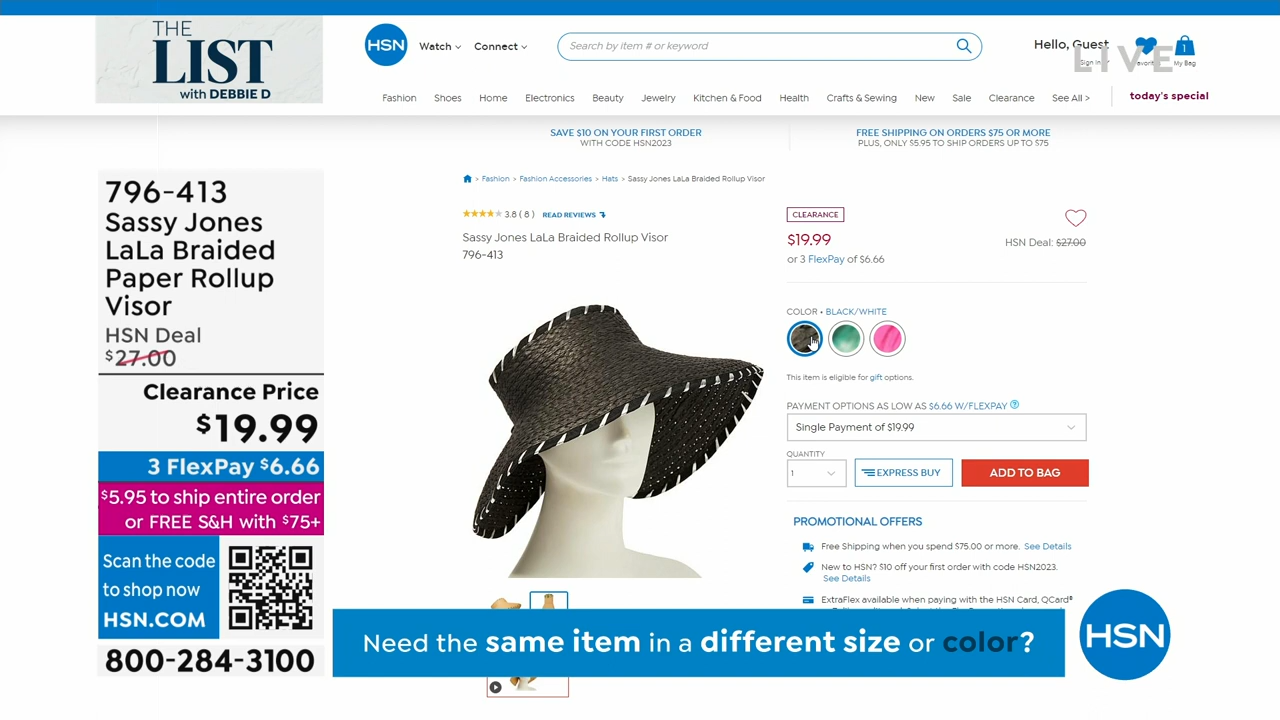 THE
LIST
with DEBBIE D
HSN
Watch
Connect
Search by item # or keyword
Hello, Guest
LIVE
My Bag
1
Fashion
Shoes
Home
Electronics
Beauty
Jewelry
Kitchen & Food
Health
Crafts & Sewing
New
Sale
Clearance
See All >
today's special
SAVE $10 ON YOUR FIRST ORDER
WITH CODE HSN2023
FREE SHIPPING ON ORDERS $75 OR MORE
PLUS, ONLY $5.95 TO SHIP ORDERS UP TO $75
796-413
Sassy Jones
LaLa Braided
Paper Rollup
Visor
HSN Deal
$27.00
Clearance Price
$19.99
3 FlexPay $6.66
$5.95 to ship entire order
or FREE S&H with $75+
Scan the code
to shop now
HSN.COM
800-284-3100
> Fashion > Fashion Accessories > Hats > Sassy Jones LaLa Braided Rollup Visor
3.8 ( 8 ) READ REVIEWS
Sassy Jones LaLa Braided Rollup Visor
796-413
CLEARANCE
$19.99
HSN Deal: $27.00
or 3 FlexPay of $6.66
COLOR • BLACK/WHITE
This item is eligible for gift options.
PAYMENT OPTIONS AS LOW AS $6.66 W/FLEXPAY ?
Single Payment of $19.99
QUANTITY
1
EXPRESS BUY
ADD TO BAG
PROMOTIONAL OFFERS
Free Shipping when you spend $75.00 or more. See Details
New to HSN? $10 off your first order with code HSN2023.
See Details
ExtraFlex available when paying with the HSN Card, QCard®
Need the same item in a different size or color?
HSN